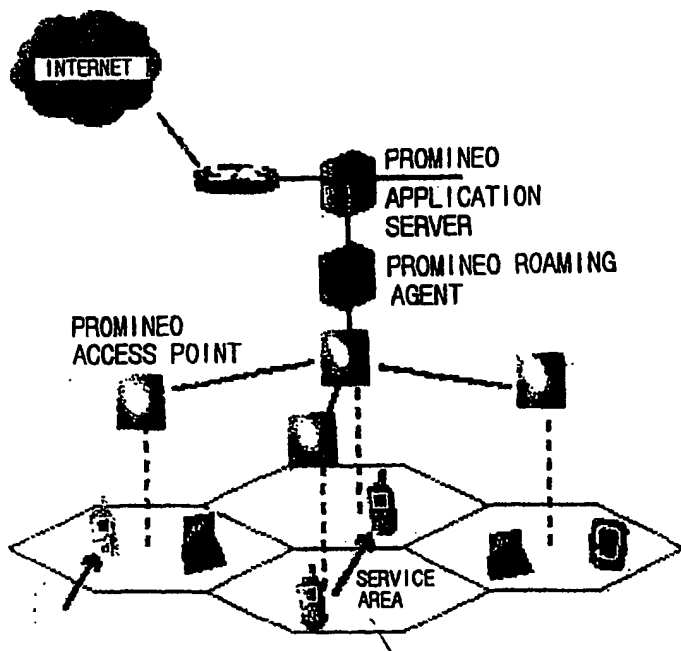 INTERNET
PROMINEO
APPLICATION
SERVER
PROMINEO ROAMING
AGENT
PROMINEO
ACCESS POINT
SERVICE
AREA